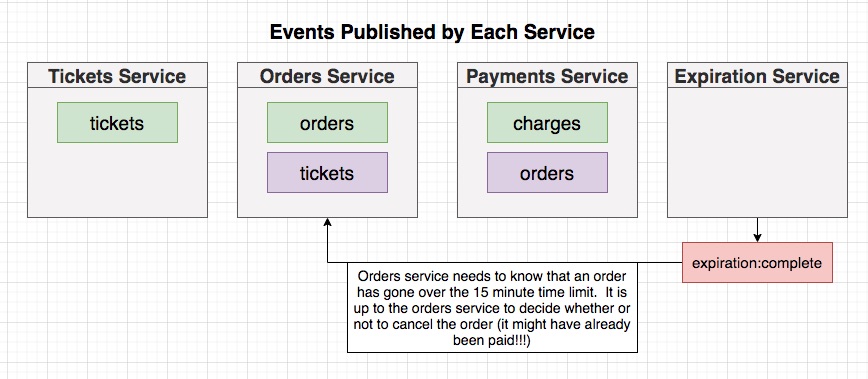 Events Published by Each Service
Tickets Service
Orders Service
Payments Service
Expiration Service
tickets
orders
charges
tickets
orders
expiration:complete
Orders service needs to know that an order
has gone over the 15 minute time limit.  It is
up to the orders service to decide whether or
not to cancel the order (it might have already
been paid!!!)